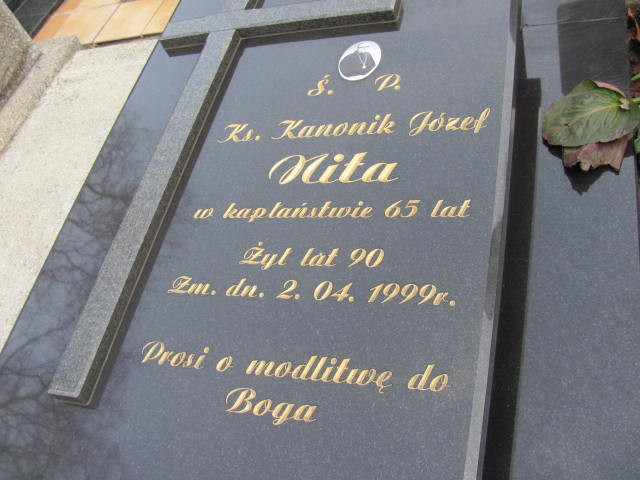 Ś. P.
Ks. Kanonik Józef
Nita
w kapłaństwie 65 lat
Żył lat 90
Zm. dn. 2. 04. 1999r.
Prosi o modlitwę do
Boga